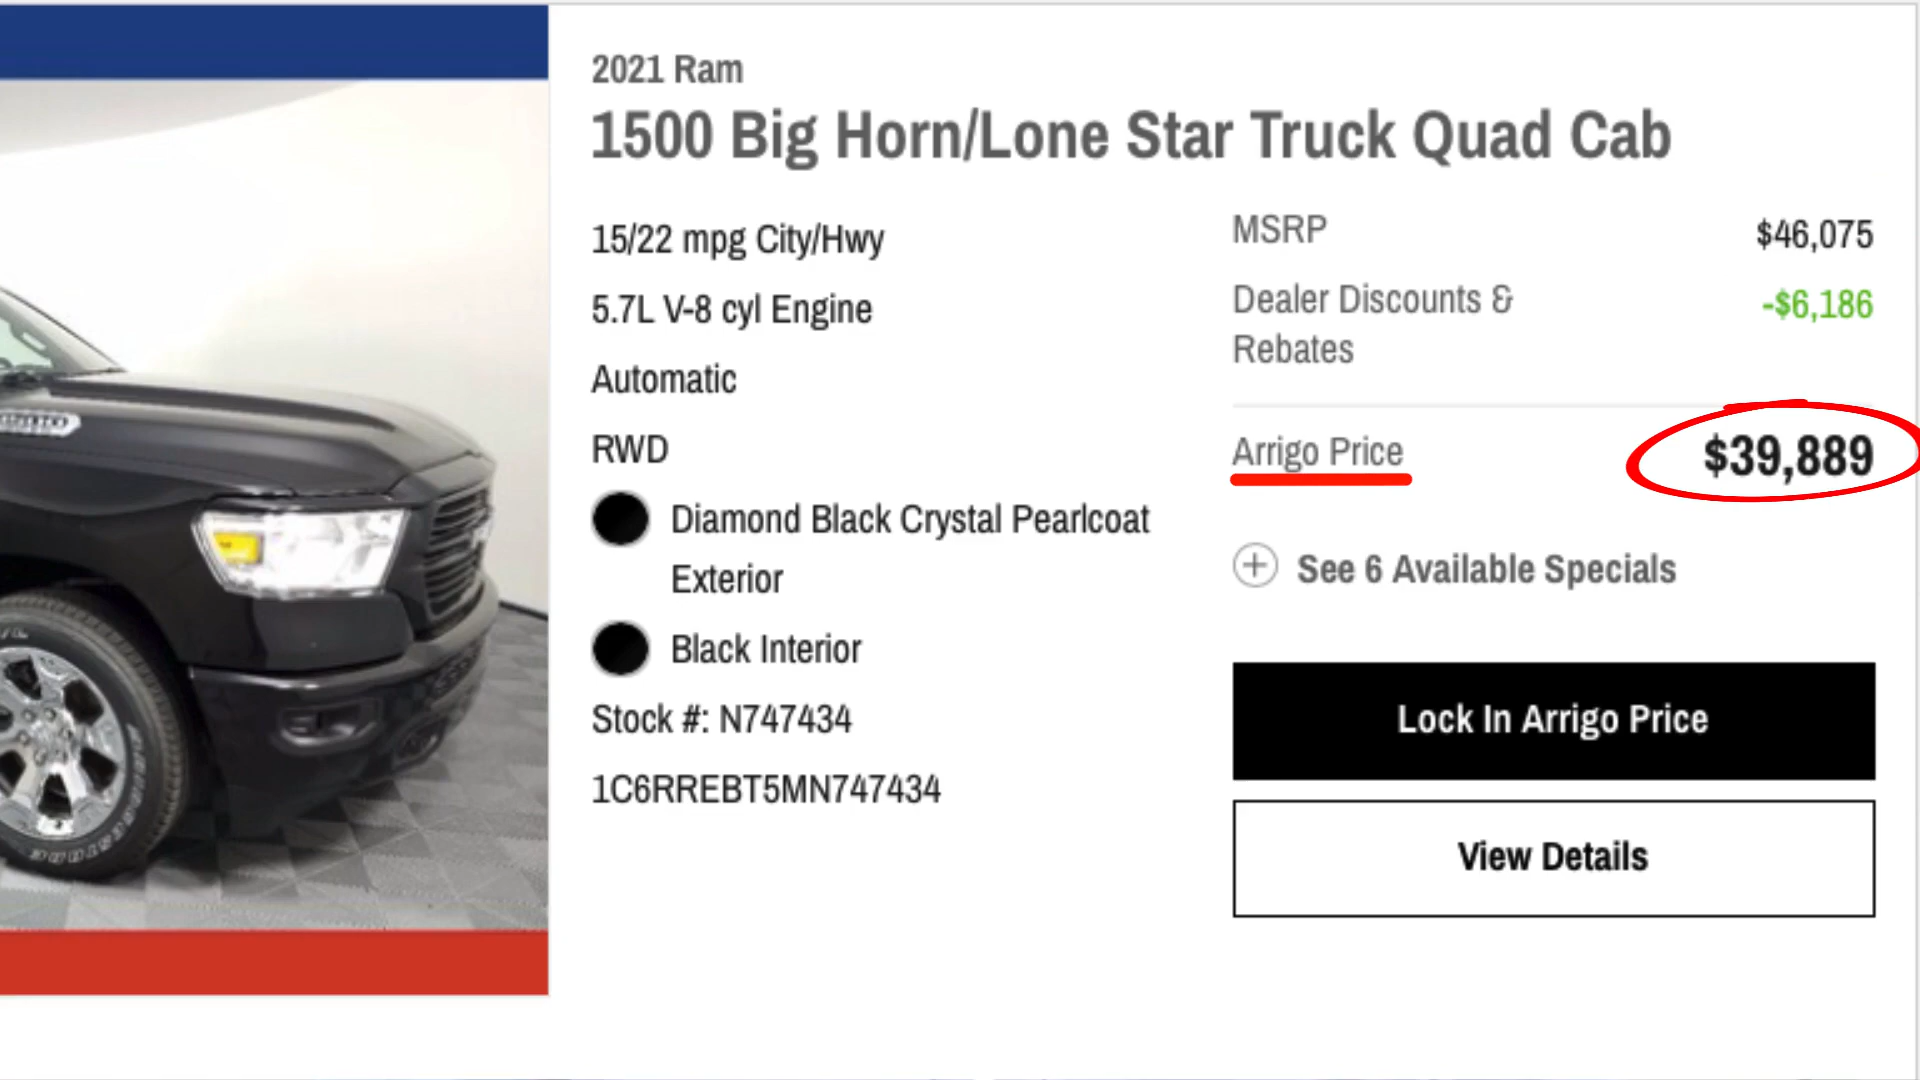 2021 Ram
1500 Big Horn/Lone Star Truck Quad Cab
15/22 mpg City/Hwy
5.7L V-8 cyl Engine
Automatic
RWD
Diamond Black Crystal Pearlcoat
Exterior
Black Interior
Stock #: N747434
1C6RREBT5MN747434
MSRP
$46,075
Dealer Discounts &
Rebates
-$6,186
Arrigo Price
$39,889
See 6 Available Specials
Lock In Arrigo Price
View Details